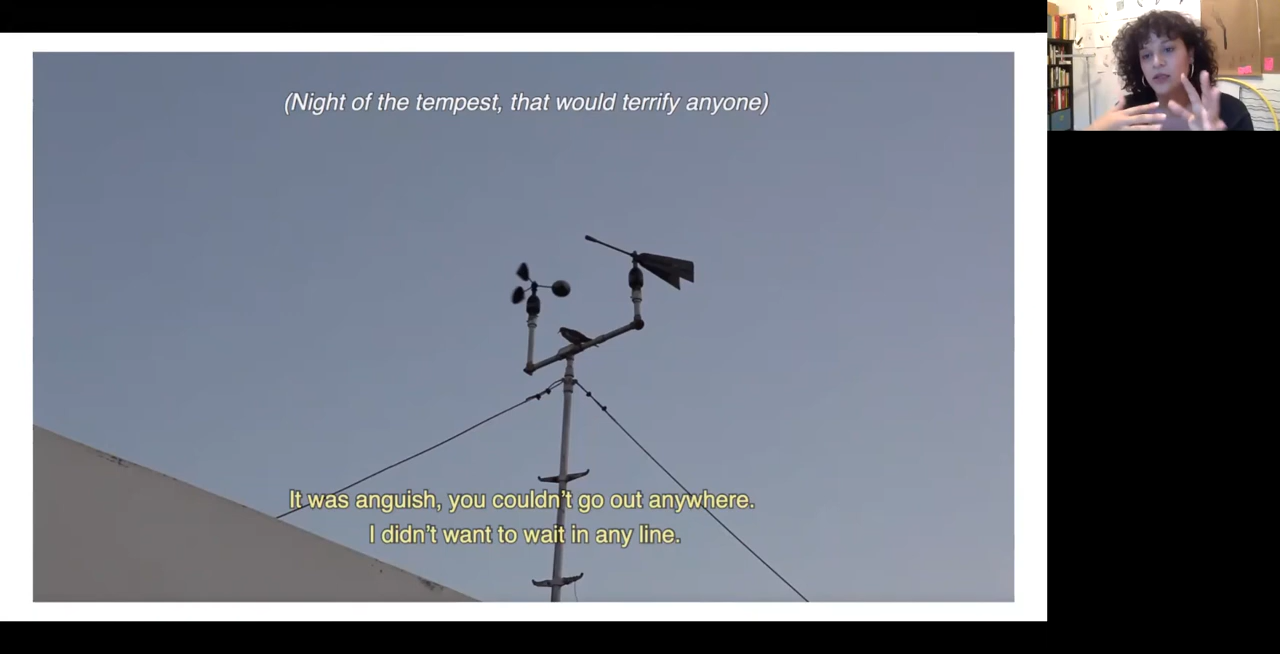 (Night of the tempest, that would terrify anyone)
It was anguish, you couldn't go out anywhere.
I didn't want to wait in any line.